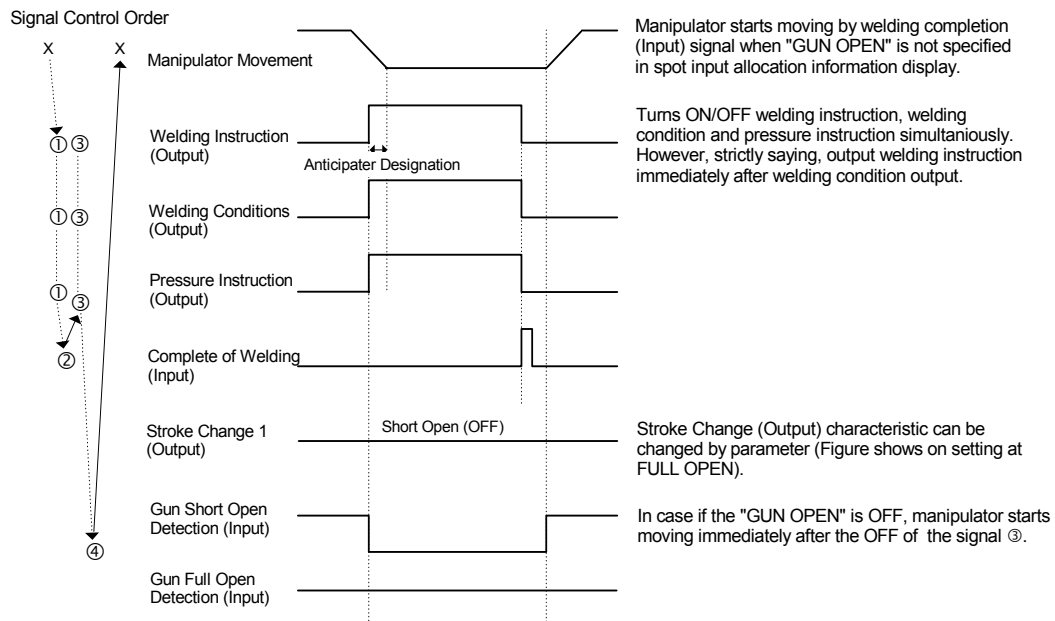 Signal Control Order
X X
Manipulator Movement
Manipulator starts moving by welding completion
(Input) signal when "GUN OPEN" is not specified
in spot input allocation information display.
① ③
Welding Instruction
(Output)
Anticipater Designation
Turns ON/OFF welding instruction, welding
condition and pressure instruction simultaniously.
However, strictly saying, output welding instruction
immediately after welding condition output.
① ③
Welding Conditions
(Output)
① ③
Pressure Instruction
(Output)
②
Complete of Welding
(Input)
Stroke Change 1
(Output)
Short Open (OFF)
Stroke Change (Output) characteristic can be
changed by parameter (Figure shows on setting at
FULL OPEN).
Gun Short Open
Detection (Input)
In case if the "GUN OPEN" is OFF, manipulator starts
moving immediately after the OFF of the signal ③.
④
Gun Full Open
Detection (Input)